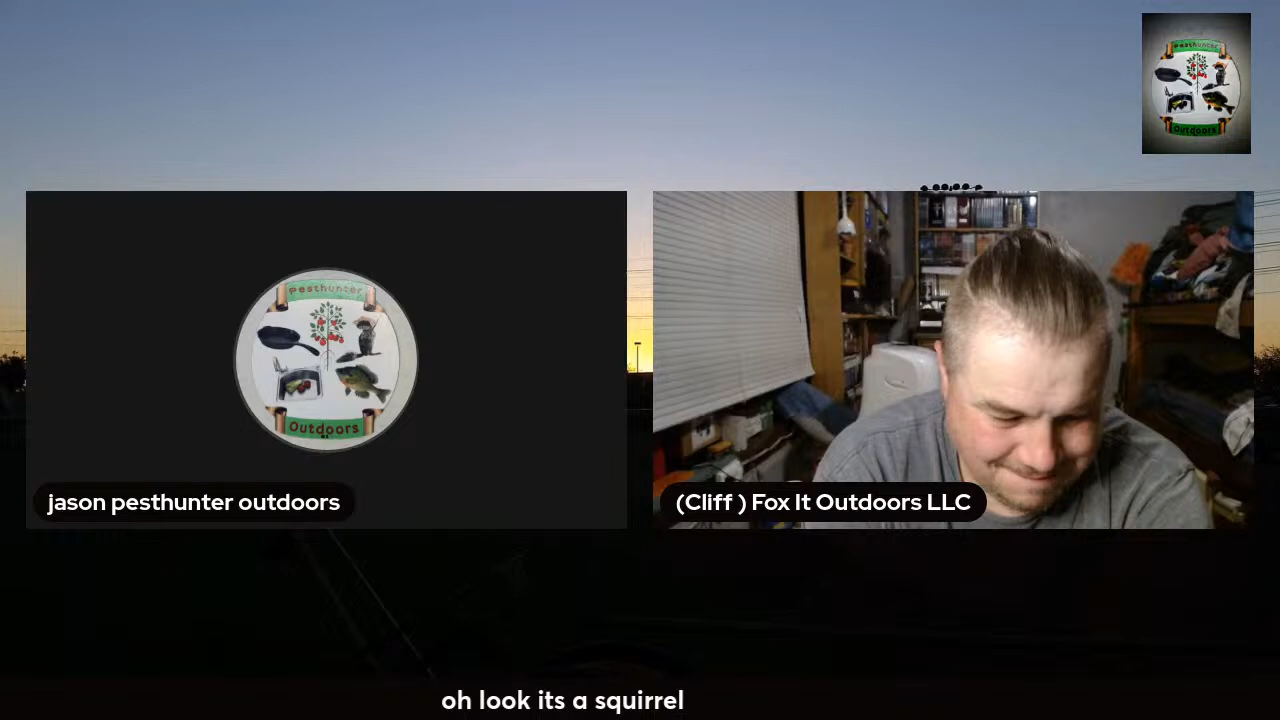 Pesthunter
Outdoors
Pesthunter
Outdoors
jason pesthunter outdoors
(Cliff ) Fox It Outdoors LLC
oh look its a squirrel